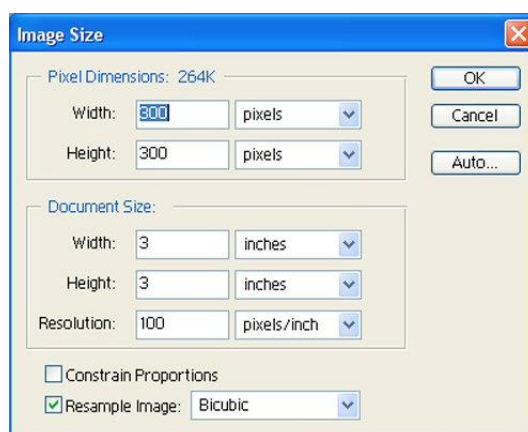 Image Size
Pixel Dimensions: 264K
OK
Width: 300 pixels
Cancel
Height: 300 pixels
Auto...
Document Size:
Width: 3 inches
Height: 3 inches
Resolution: 100 pixels/inch
Constrain Proportions
Resample Image: Bicubic